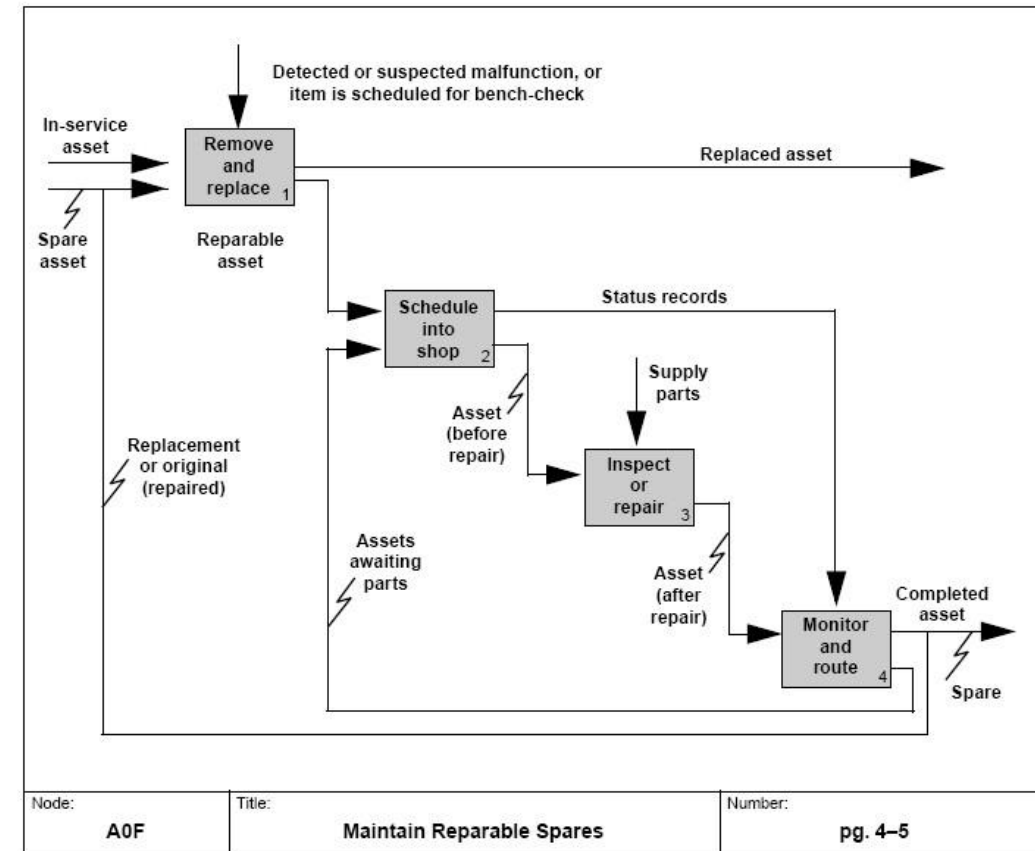 Detected or suspected malfunction, or
item is scheduled for bench-check
In-service
asset
Remove
and
replace 1
Replaced asset
Spare
asset
Reparable
asset
Schedule
into
shop 2
Status records
Supply
parts
Asset
(before
repair)
Replacement
or original
(repaired)
Inspect
or
repair 3
Assets
awaiting
parts
Asset
(after
repair)
Completed
asset
Monitor
and
route 4
Spare
Node:
A0F
Title:
Maintain Reparable Spares
Number:
pg. 4–5